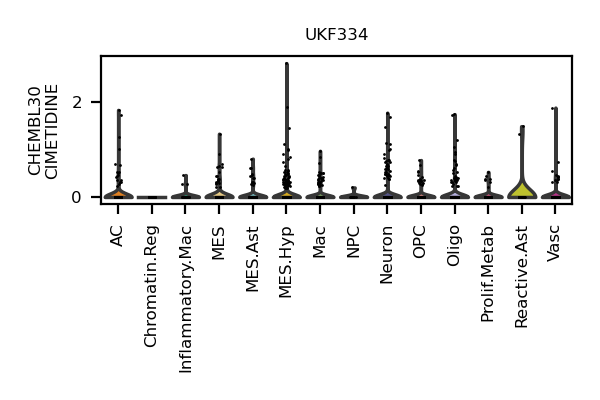 UKF334
CHEMBL30
CIMETIDINE
2
0
AC
Chromatin.Reg
Inflammatory.Mac
MES
MES.Ast
MES.Hyp
Mac
NPC
Neuron
OPC
Oligo
Prolif.Metab
Reactive.Ast
Vasc